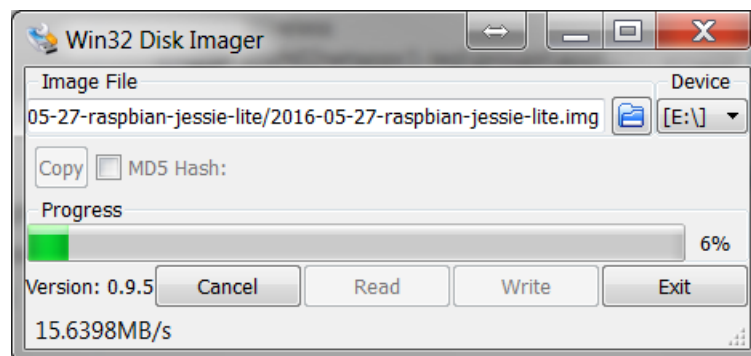 Win32 Disk Imager
Image File Device
05-27-raspbian-jessie-lite/2016-05-27-raspbian-jessie-lite.img [E:\]
Copy MD5 Hash:
Progress
6%
Version: 0.9.5 Cancel Read Write Exit
15.6398MB/s